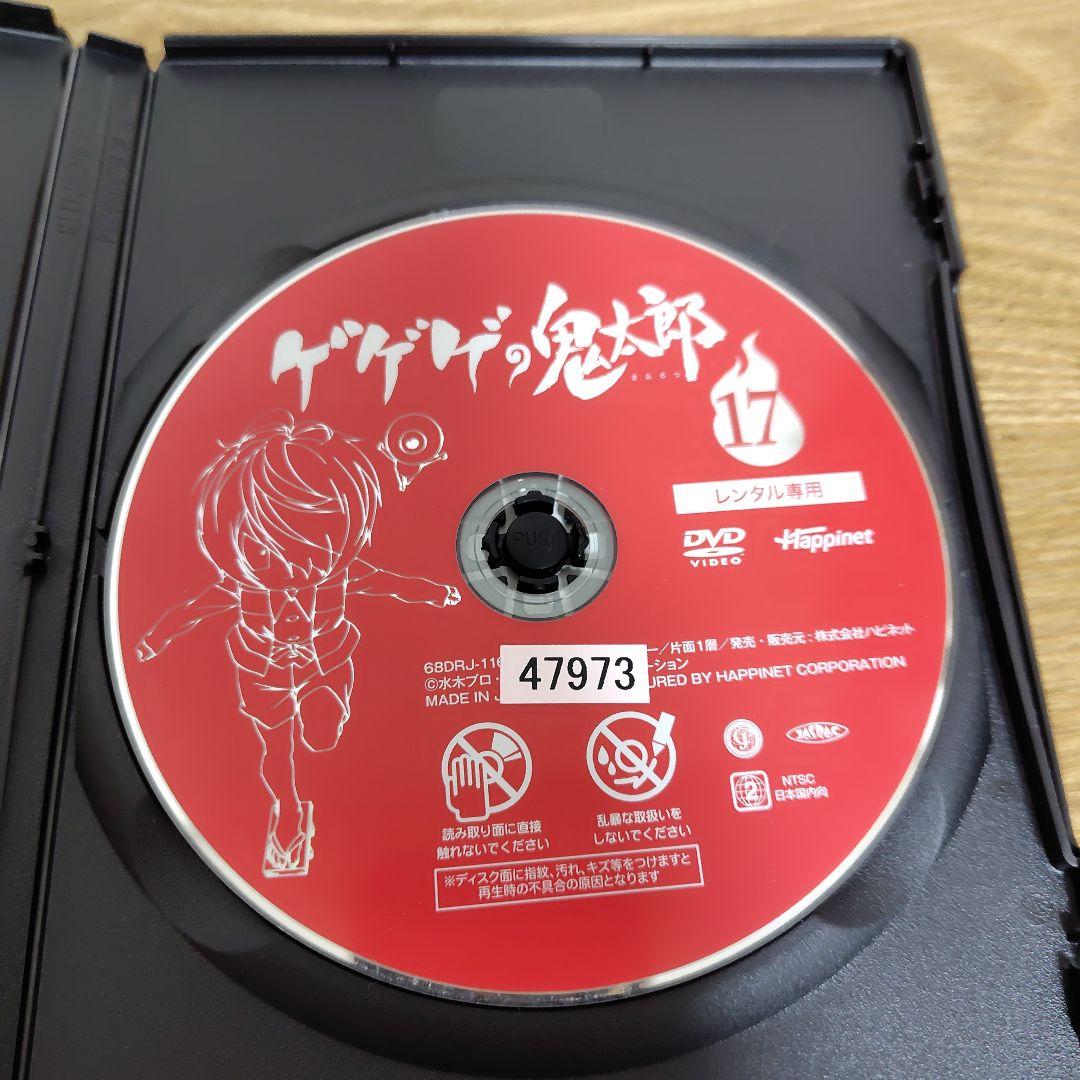 ゲゲゲの鬼太郎
きたろう
17
レンタル専用
DVD
VIDEO
Happinet
PUS
68DRJ-116 ー/片面1層/発売・販売元:株式会社ハピネット
©水木プロ・ ーション
MADE IN J URED BY HAPPINET CORPORATION
47973
JASRAC
2
NTSC
日本国内向
読み取り面に直接
触れないでください
乱暴な取扱いを
しないでください
※ディスク面に指紋、汚れ、キズ等をつけますと
再生時の不具合の原因となります